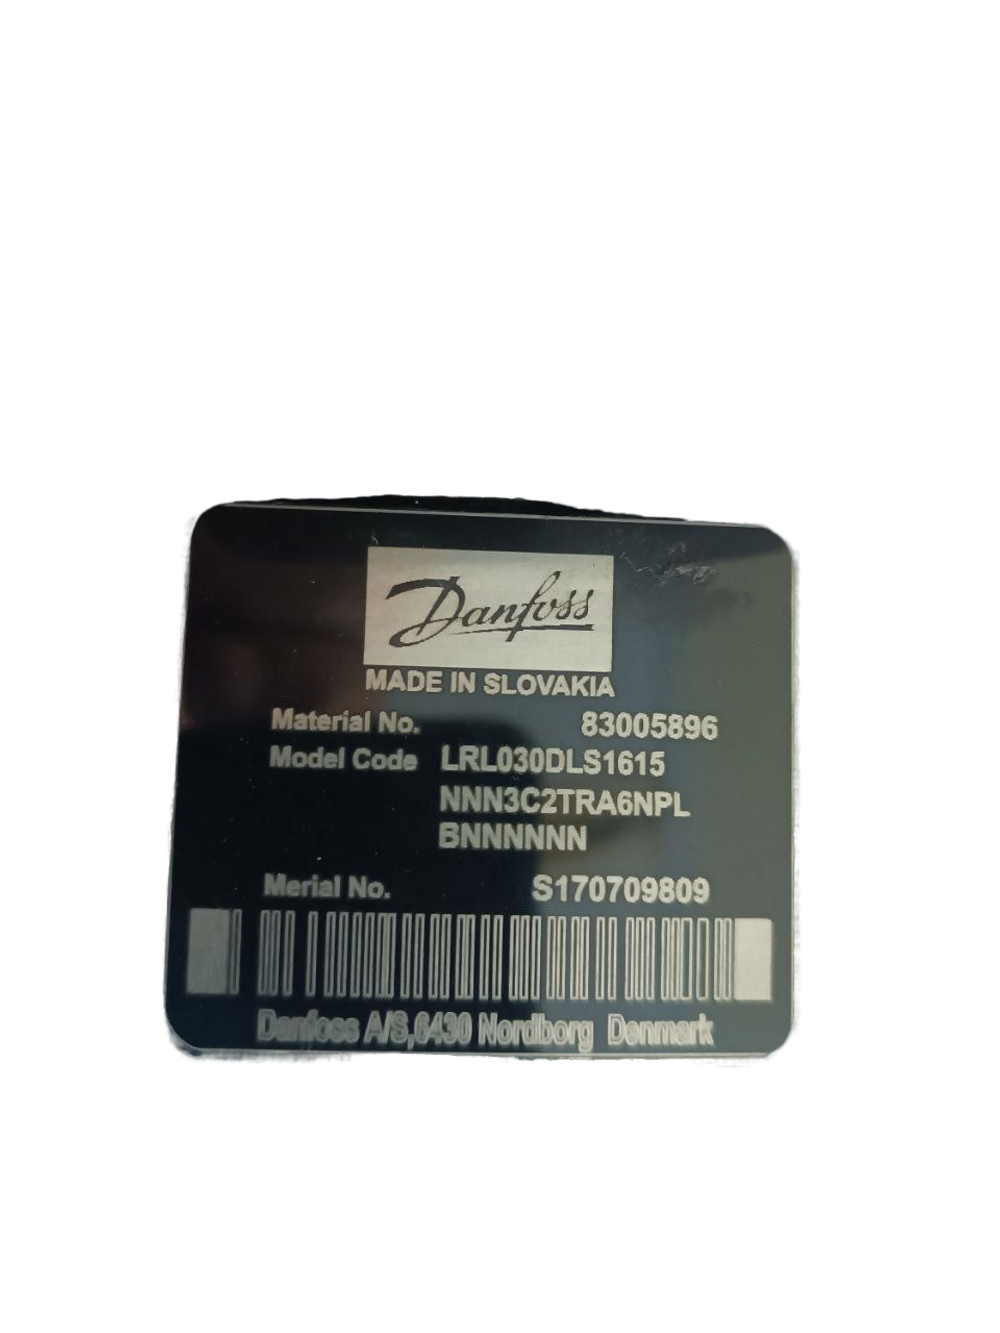 Danfoss
MADE IN SLOVAKIA
Material No. 83005896
Model Code LRL030DLS1615
NNN3C2TRA6NPL
BNNNNNN
Merial No. S170709809
Danfoss A/S,6430 Nordborg Denmark